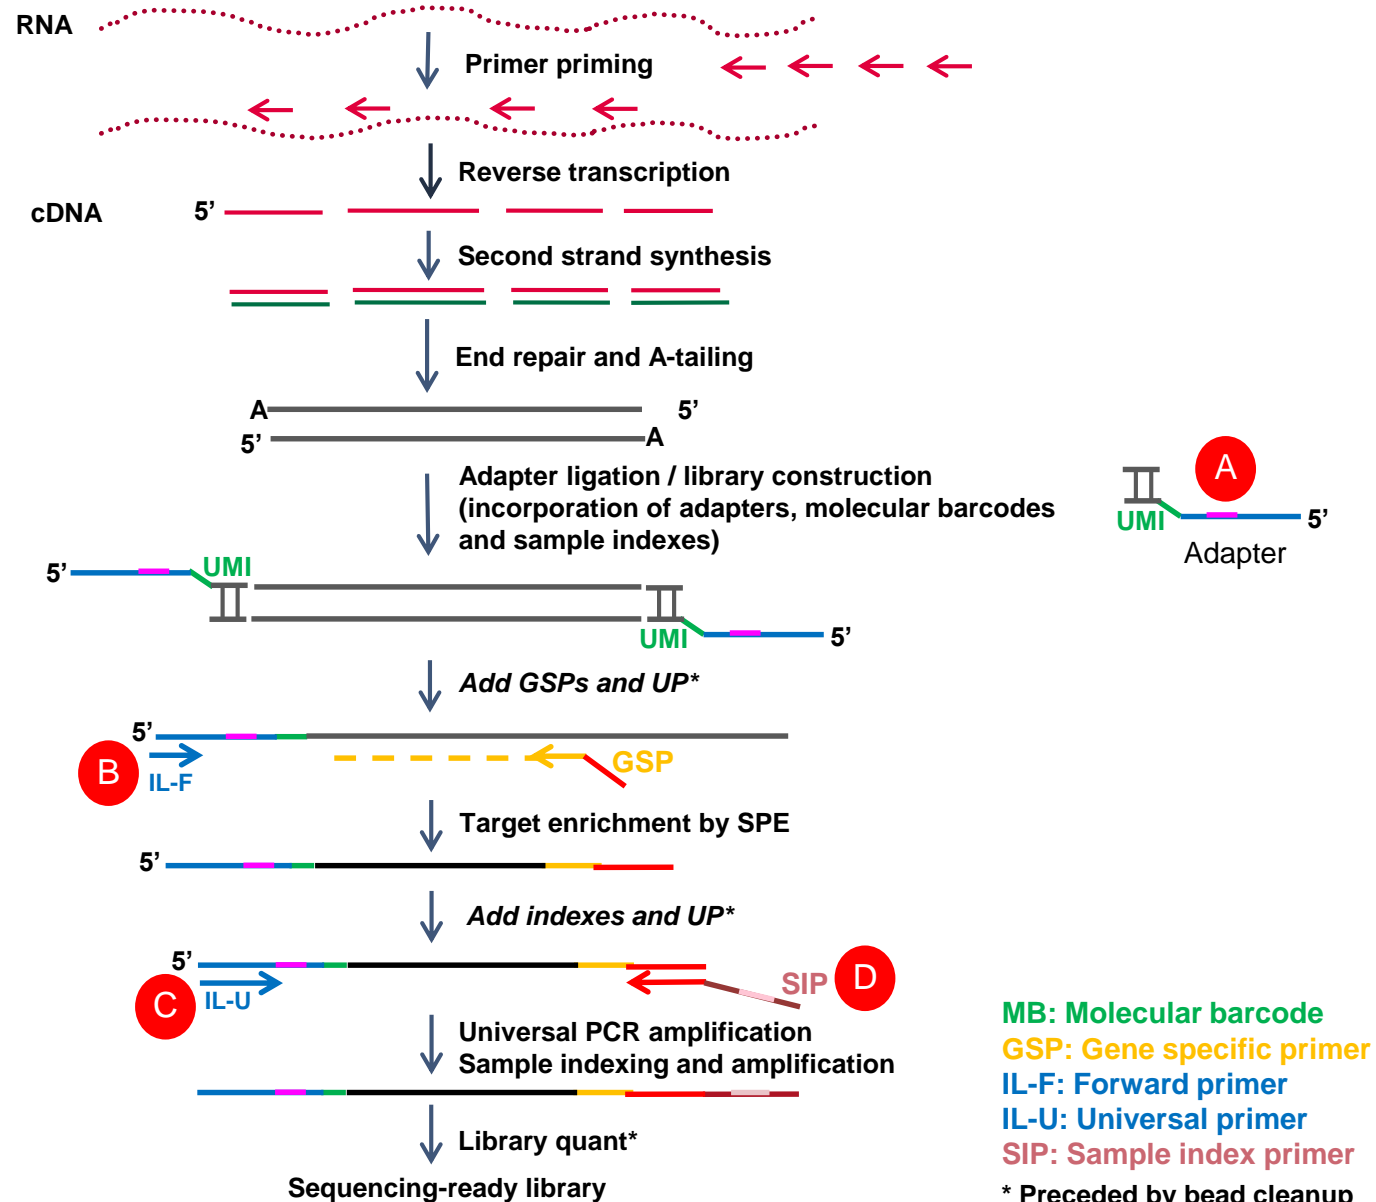 RNA
Primer priming
Reverse transcription
cDNA
5’
Second strand synthesis
End repair and A-tailing
A
5’
5’
A
Adapter ligation / library construction
(incorporation of adapters, molecular barcodes
and sample indexes)
A
UMI
5’
Adapter
5’
UMI
UMI
5’
Add GSPs and UP*
5’
B
IL-F
GSP
Target enrichment by SPE
5’
Add indexes and UP*
5’
C
IL-U
SIP
D
Universal PCR amplification
Sample indexing and amplification
Library quant*
Sequencing-ready library
MB: Molecular barcode
GSP: Gene specific primer
IL-F: Forward primer
IL-U: Universal primer
SIP: Sample index primer
* Preceded by bead cleanup